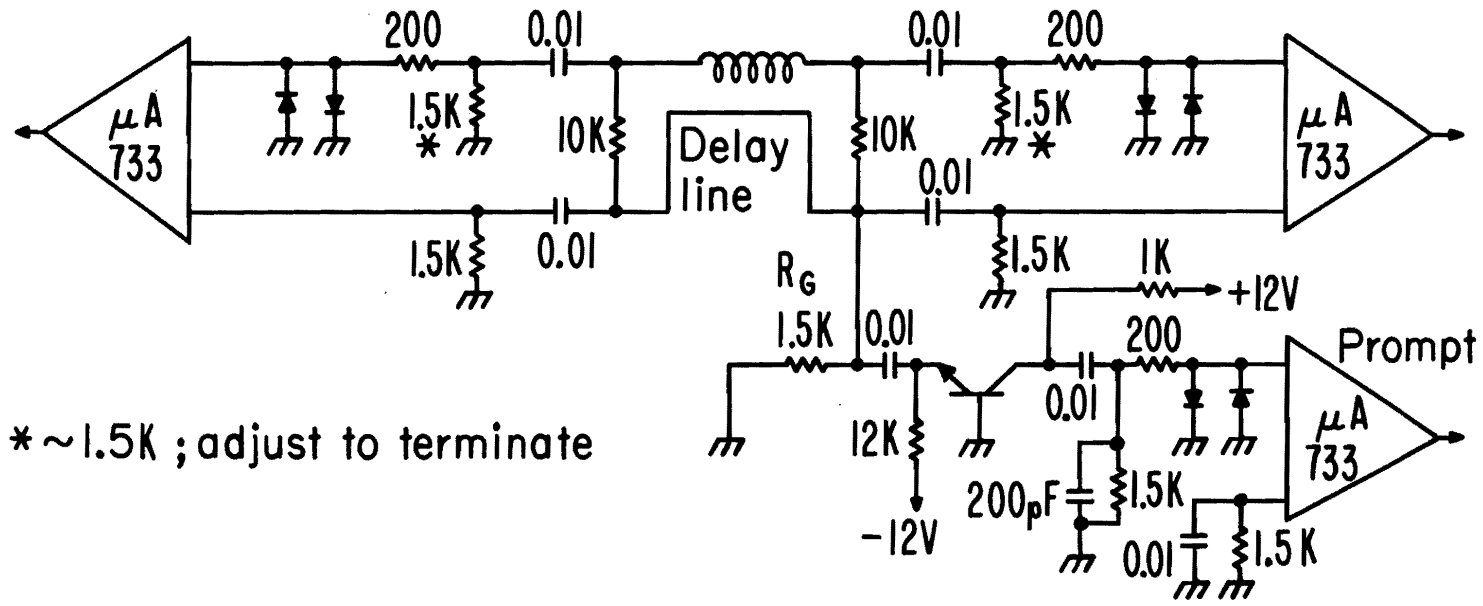 200
0.01
0.01
200
μA
733
1.5K
*
10K
Delay
line
10K
1.5K
*
μA
733
1.5K
0.01
0.01
1.5K
RG
1.5K
0.01
1K
+12V
200
Prompt
0.01
μA
733
* ~1.5K ; adjust to terminate
12K
-12V
200pF
1.5K
0.01
1.5K